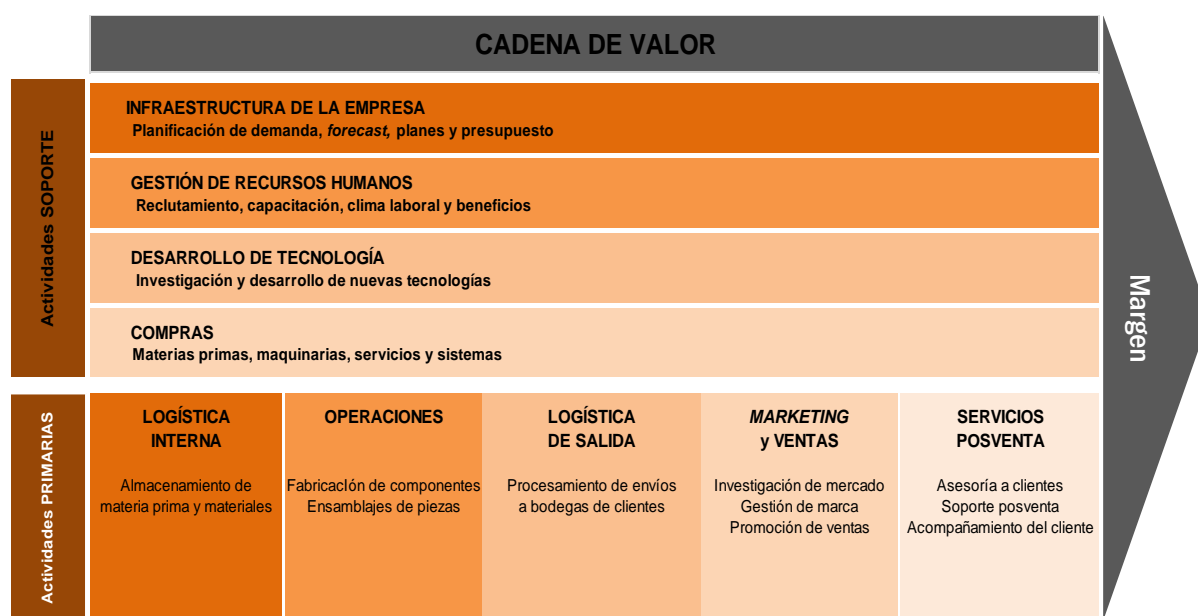 CADENA DE VALOR
Actividades SOPORTE
INFRAESTRUCTURA DE LA EMPRESA
Planificación de demanda, forecast, planes y presupuesto
GESTIÓN DE RECURSOS HUMANOS
Reclutamiento, capacitación, clima laboral y beneficios
DESARROLLO DE TECNOLOGÍA
Investigación y desarrollo de nuevas tecnologías
COMPRAS
Materias primas, maquinarias, servicios y sistemas
Margen
Actividades PRIMARIAS
LOGÍSTICA
INTERNA
Almacenamiento de
materia prima y materiales
OPERACIONES
Fabricación de componentes
Ensamblajes de piezas
LOGÍSTICA
DE SALIDA
Procesamiento de envíos
a bodegas de clientes
MARKETING
y VENTAS
Investigación de mercado
Gestión de marca
Promoción de ventas
SERVICIOS
POSVENTA
Asesoría a clientes
Soporte posventa
Acompañamiento del cliente